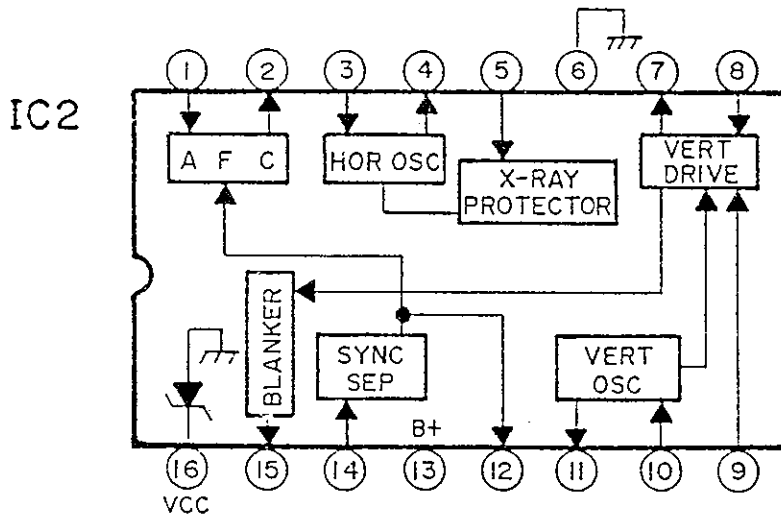 IC2
1 2 3 4 5 6 7 8
A F C
HOR OSC
X-RAY
PROTECTOR
VERT
DRIVE
BLANKER
SYNC
SEP
VERT
OSC
B+
16 15 14 13 12 11 10 9
VCC